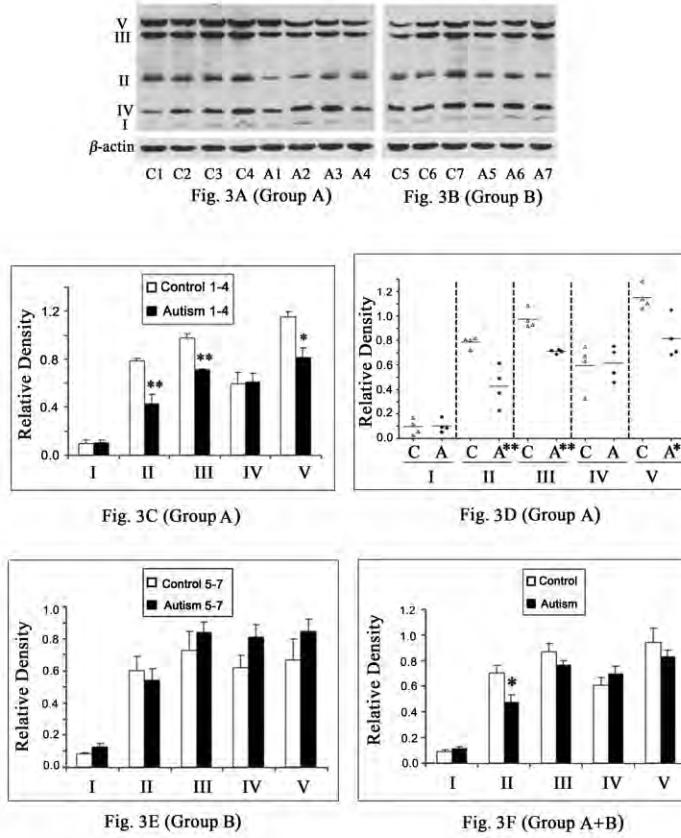 V
III
II
IV
I
β-actin
C1 C2 C3 C4 A1 A2 A3 A4 C5 C6 C7 A5 A6 A7
Fig. 3A (Group A) Fig. 3B (Group B)
Control 1-4
Autism 1-4
Relative Density
1.2
0.8
0.4
0.0
** ** *
I II III IV V
Fig. 3C (Group A)
Relative Density
1.2
1.0
0.8
0.6
0.4
0.2
0.0
C A C A** C A** C A C A*
I II III IV V
Fig. 3D (Group A)
Control 5-7
Autism 5-7
Relative Density
1.0
0.8
0.6
0.4
0.2
0.0
I II III IV V
Fig. 3E (Group B)
Control
Autism
Relative Density
1.2
1.0
0.8
0.6
0.4
0.2
0.0
*
I II III IV V
Fig. 3F (Group A+B)